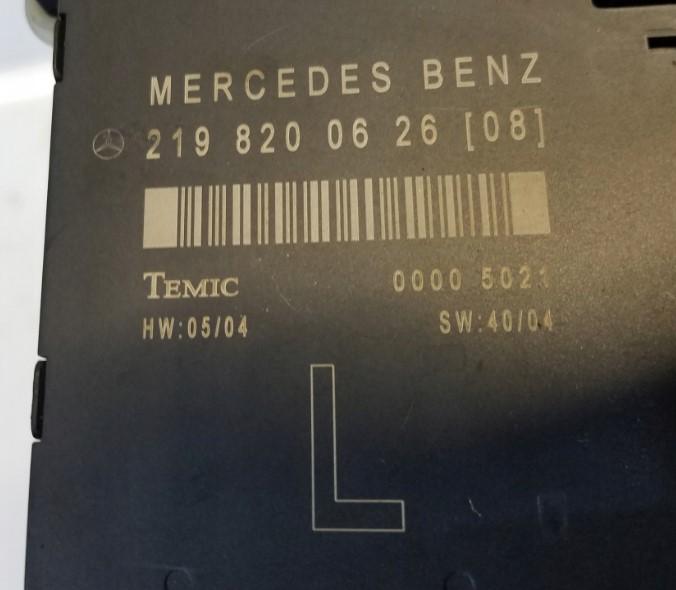 MERCEDES BENZ
219 820 06 26 [08]
TEMIC 0000 5021
HW:05/04 SW:40/04
L